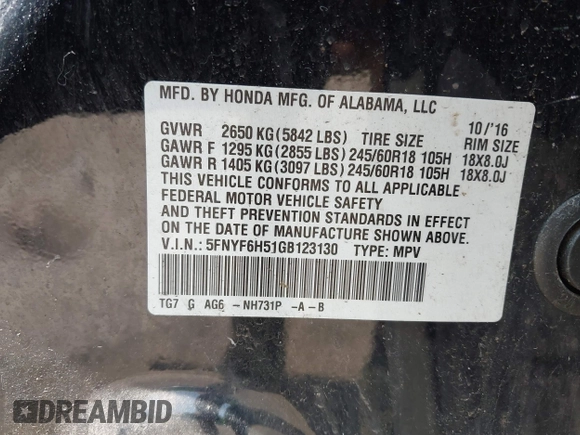 MFD. BY HONDA MFG. OF ALABAMA, LLC
10/'16
GVWR 2650 KG(5842 LBS) TIRE SIZE RIM SIZE
GAWR F 1295 KG(2855 LBS)245/60R18 105H 18X8.0J
GAWR R 1405 KG(3097 LBS)245/60R18 105H 18X8.0J
THIS VEHICLE CONFORMS TO ALL APPLICABLE
FEDERAL MOTOR VEHICLE SAFETY
AND THEFT PREVENTION STANDARDS IN EFFECT
ON THE DATE OF MANUFACTURE SHOWN ABOVE.
V.I.N.: 5FNYF6H51GB123130 TYPE: MPV
TG7 G AG6 - NH731P -A-B
DREAMBID